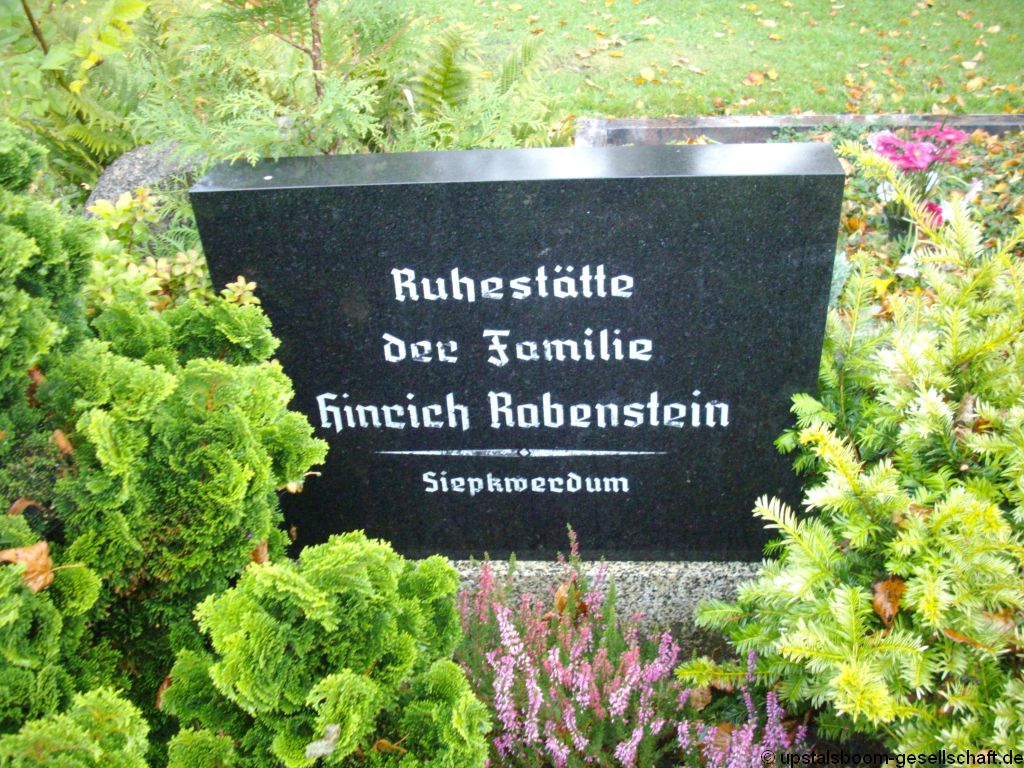 Ruhestätte
der Familie
Hinrich Rabenstein
Siepkwerdum
© upstalsboom-gesellschaft.de